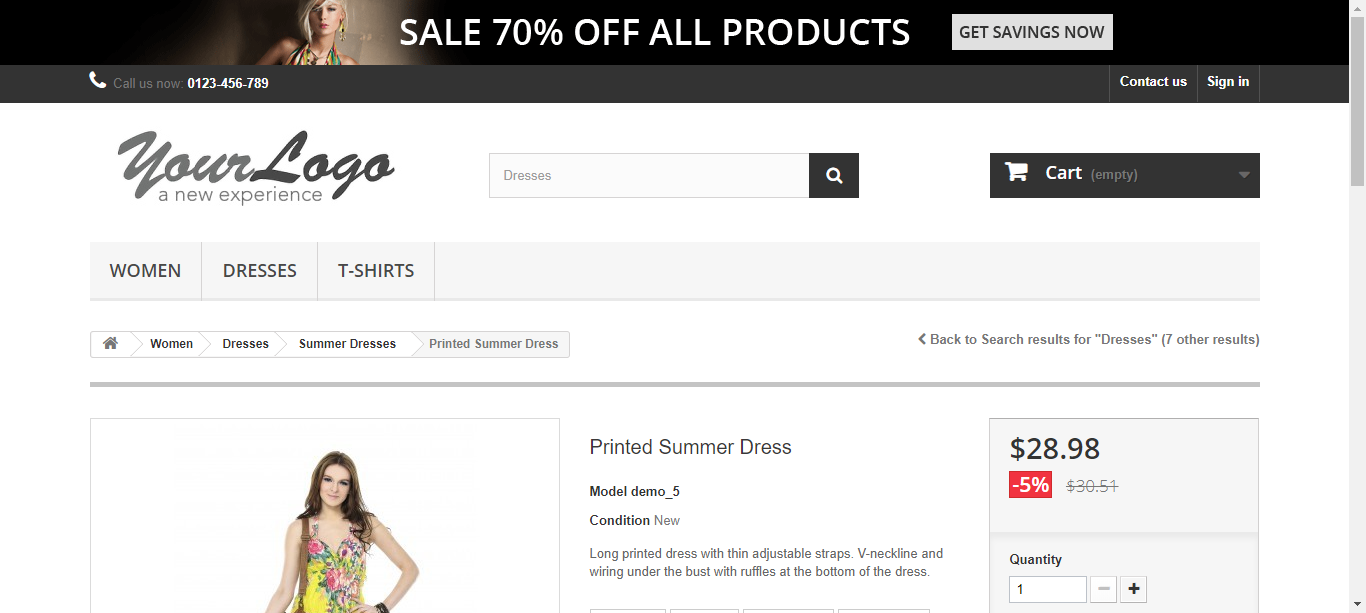 SALE 70% OFF ALL PRODUCTS GET SAVINGS NOW
Call us now: 0123-456-789 Contact us Sign in
YourLogo
a new experience
Dresses
Cart (empty)
WOMEN DRESSES T-SHIRTS
Women Dresses Summer Dresses Printed Summer Dress
Back to Search results for "Dresses" (7 other results)
Printed Summer Dress
Model demo_5
Condition New
Long printed dress with thin adjustable straps. V-neckline and
wiring under the bust with ruffles at the bottom of the dress.
$28.98
-5% $30.51
Quantity
1